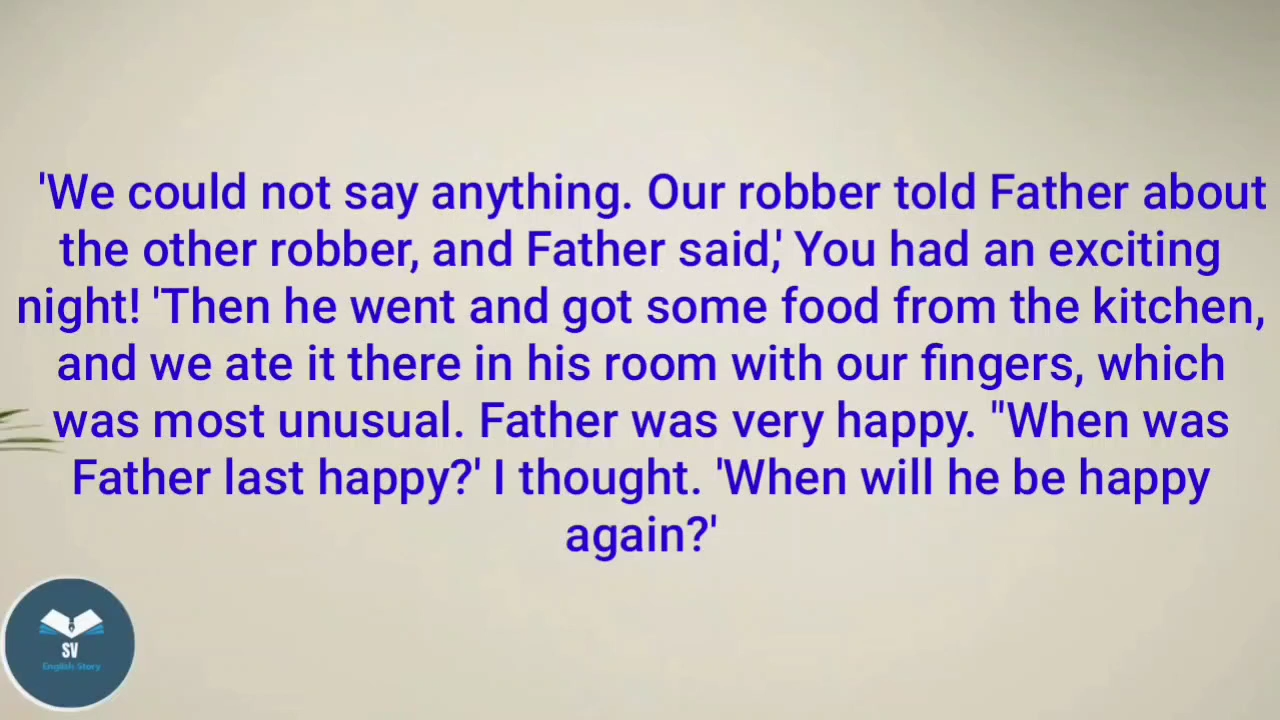 'We could not say anything. Our robber told Father about
the other robber, and Father said,' You had an exciting
night! 'Then he went and got some food from the kitchen,
and we ate it there in his room with our fingers, which
was most unusual. Father was very happy. "When was
Father last happy?' I thought. 'When will he be happy
again?'
SV
English Story